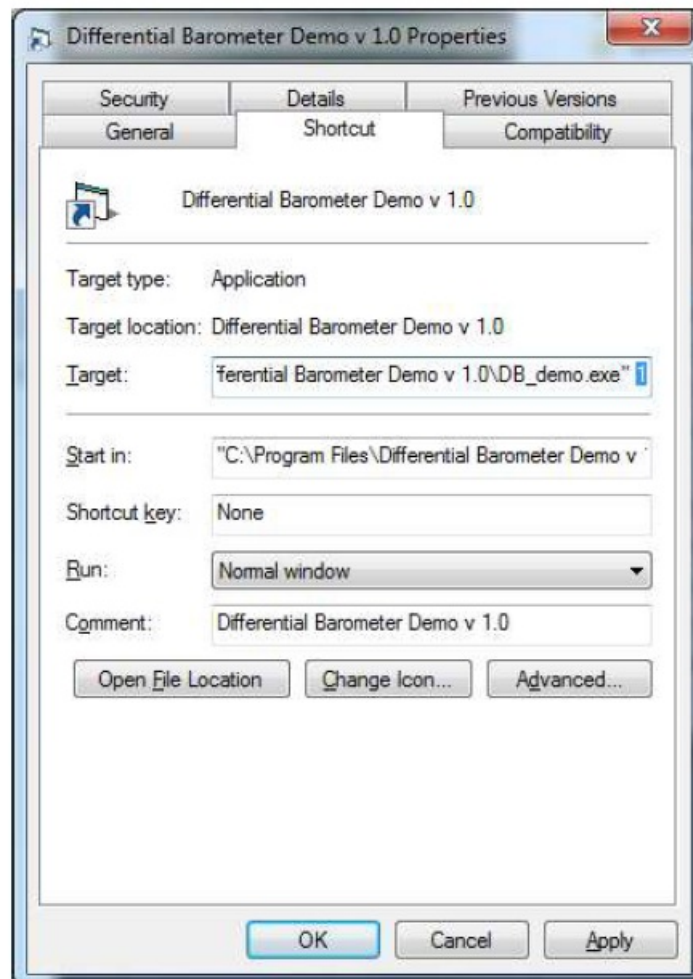 Differential Barometer Demo v 1.0 Properties
Security Details Previous Versions
General Shortcut Compatibility
Differential Barometer Demo v 1.0
Target type: Application
Target location: Differential Barometer Demo v 1.0
Target: ferential Barometer Demo v 1.0\DB_demo.exe" 1
Start in: "C:\Program Files\Differential Barometer Demo v
Shortcut key: None
Run: Normal window
Comment: Differential Barometer Demo v 1.0
Open File Location Change Icon... Advanced...
OK Cancel Apply